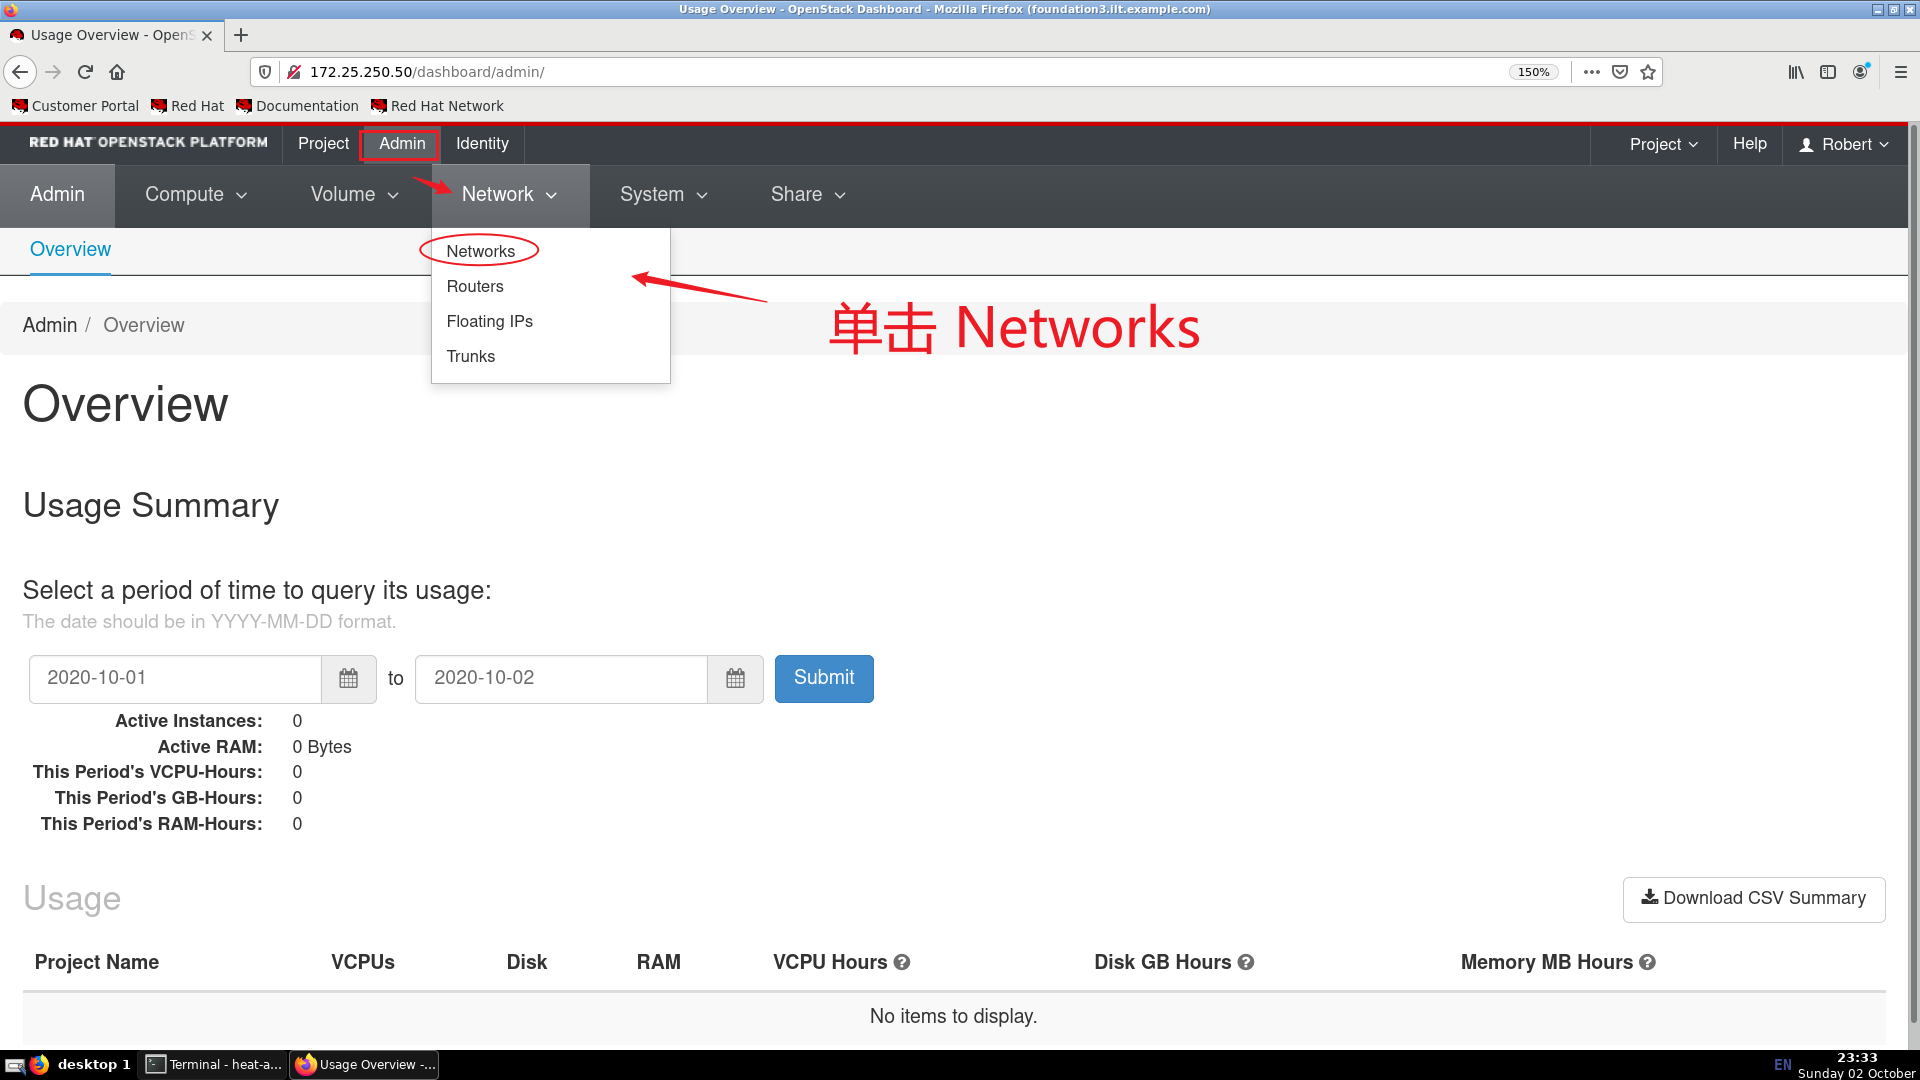 Usage Overview - OpenStack Dashboard - Mozilla Firefox (foundation3.ilt.example.com)
Usage Overview - OpenS
172.25.250.50/dashboard/admin/
150%
Customer Portal Red Hat Documentation Red Hat Network
RED HAT OPENSTACK PLATFORM Project Admin Identity Project Help Robert
Admin Compute Volume Network System Share
Overview
Networks
Routers
Floating IPs
Trunks
单击 Networks
Admin / Overview
Overview
Usage Summary
Select a period of time to query its usage:
The date should be in YYYY-MM-DD format.
2020-10-01 to 2020-10-02 Submit
Active Instances: 0
Active RAM: 0 Bytes
This Period's VCPU-Hours: 0
This Period's GB-Hours: 0
This Period's RAM-Hours: 0
Usage
Download CSV Summary
Project Name VCPUs Disk RAM VCPU Hours Disk GB Hours Memory MB Hours
No items to display.
desktop 1 Terminal - heat-a... Usage Overview -... EN
23:33
Sunday 02 October